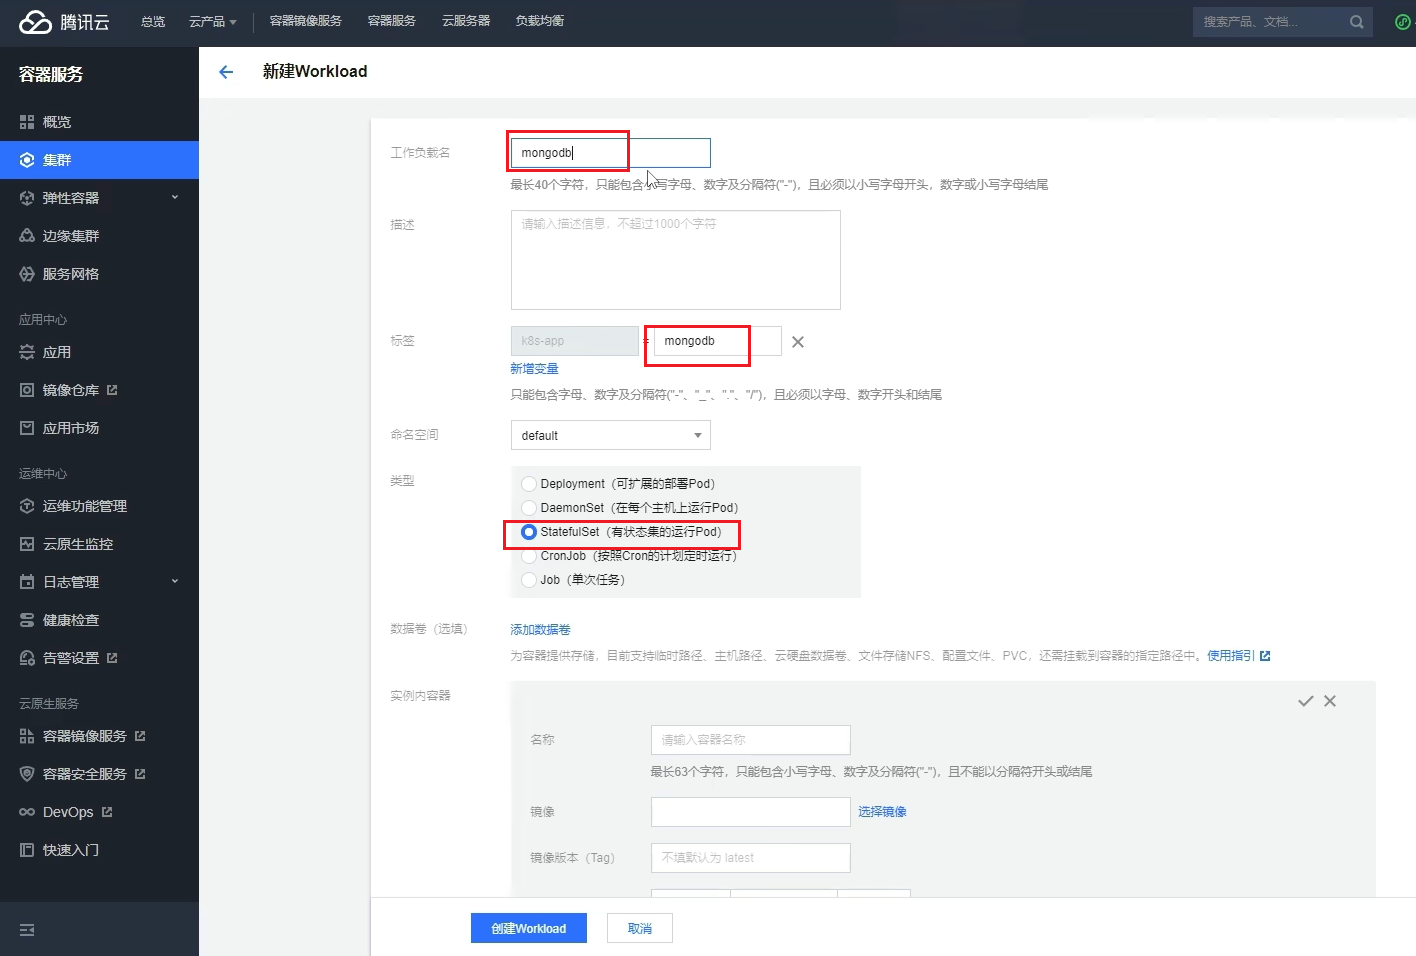 腾讯云
总览
云产品
容器镜像服务
容器服务
云服务器
负载均衡
搜索产品、文档...
容器服务
概览
集群
弹性容器
边缘集群
服务网格
应用中心
应用
镜像仓库
应用市场
运维中心
运维功能管理
云原生监控
日志管理
健康检查
告警设置
云原生服务
容器镜像服务
容器安全服务
DevOps
快速入门
新建Workload
工作负载名
mongodb
最长40个字符，只能包含小写字母、数字及分隔符("-")，且必须以小写字母开头，数字或小写字母结尾
描述
请输入描述信息，不超过1000个字符
标签
k8s-app
=
mongodb
新增变量
只能包含字母、数字及分隔符("-"、"_"、"."、"/")，且必须以字母、数字开头和结尾
命名空间
default
类型
Deployment（可扩展的部署Pod）
DaemonSet（在每个主机上运行Pod）
StatefulSet（有状态集的运行Pod）
CronJob（按照Cron的计划定时运行）
Job（单次任务）
数据卷（选填）
添加数据卷
为容器提供存储，目前支持临时路径、主机路径、云硬盘数据卷、文件存储NFS、配置文件、PVC，还需挂载到容器的指定路径中。使用指引
实例内容器
名称
请输入容器名称
最长63个字符，只能包含小写字母、数字及分隔符("-")，且不能以分隔符开头或结尾
镜像
选择镜像
镜像版本（Tag）
不填默认为 latest
创建Workload
取消